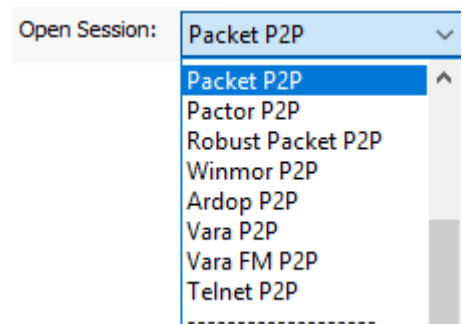 Open Session: Packet P2P
Packet P2P
Pactor P2P
Robust Packet P2P
Winmor P2P
Ardop P2P
Vara P2P
Vara FM P2P
Telnet P2P
-------------------